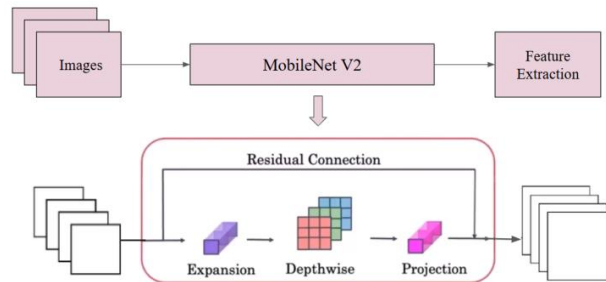 Images
MobileNet V2
Feature
Extraction
Residual Connection
Expansion
Depthwise
Projection